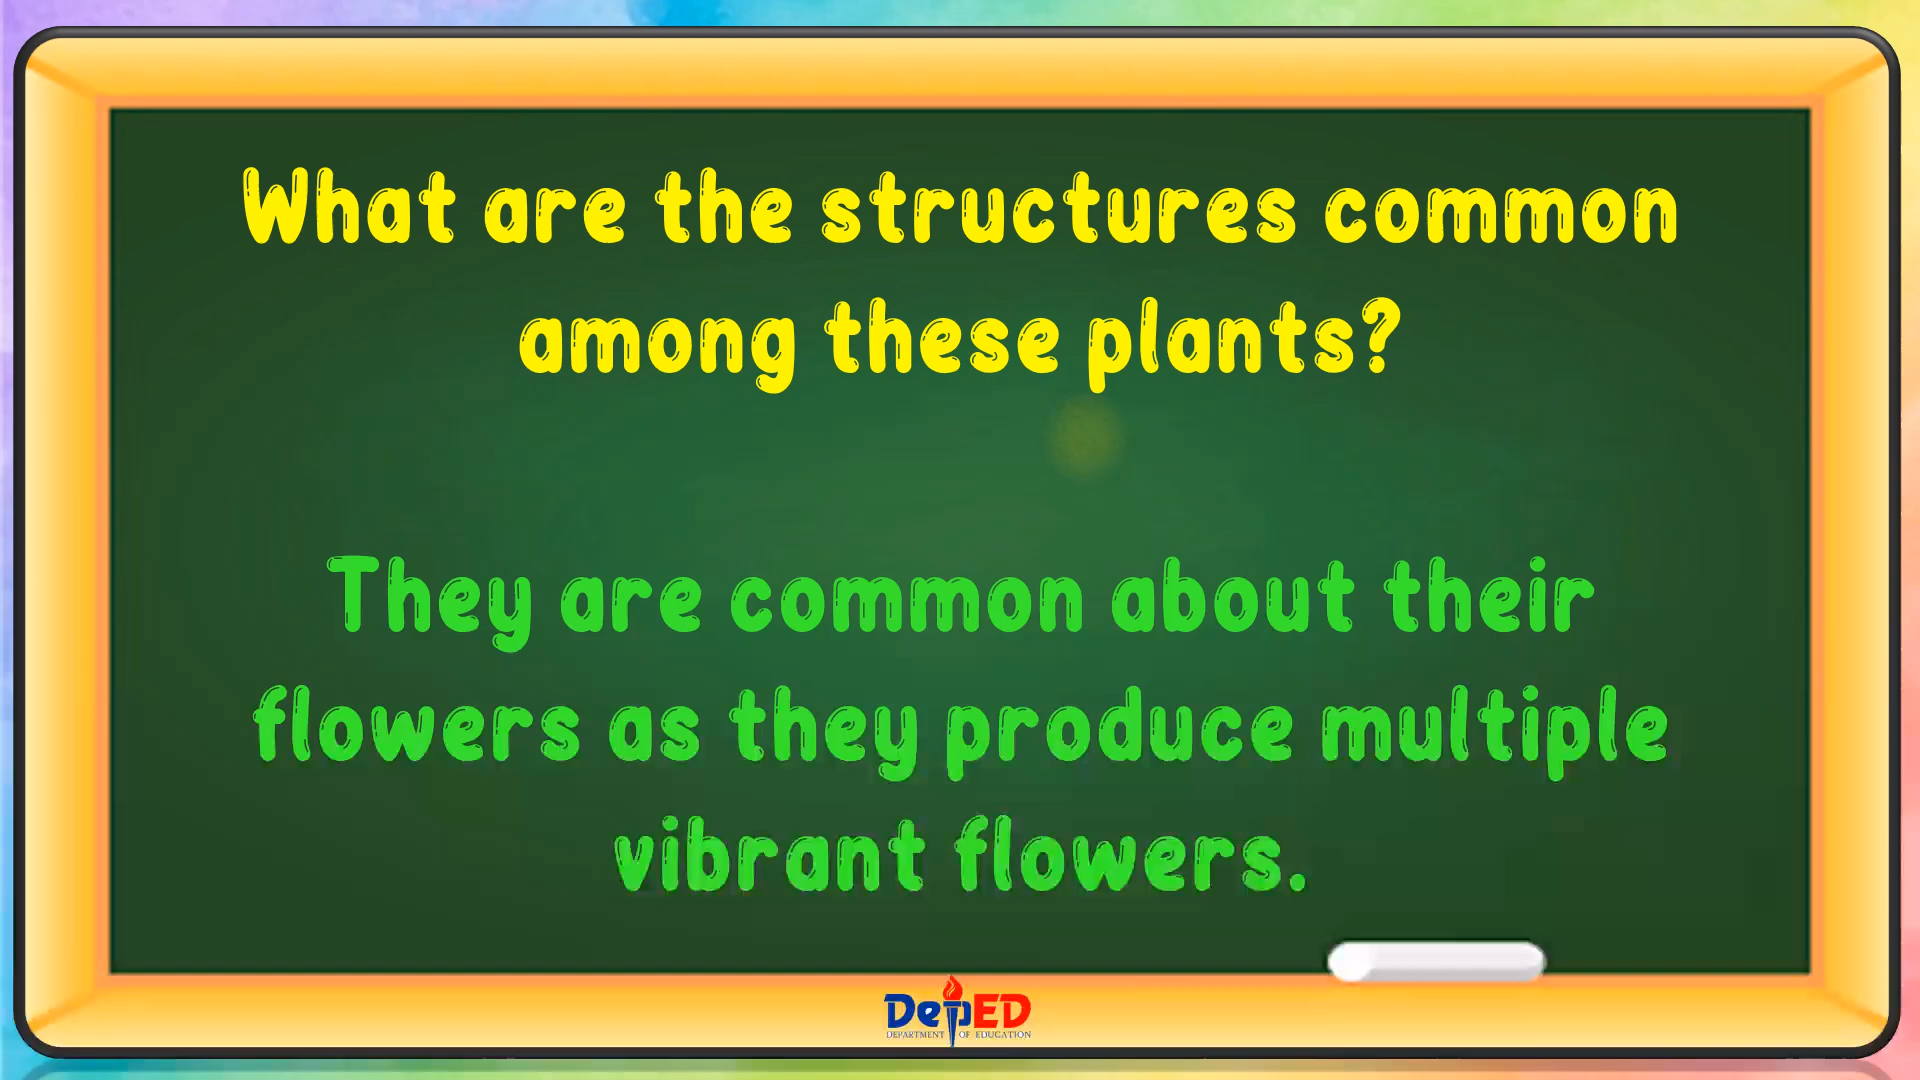 What are the structures common
among these plants?
They are common about their
flowers as they produce multiple
vibrant flowers.
DepED
DEPARTMENT OF EDUCATION